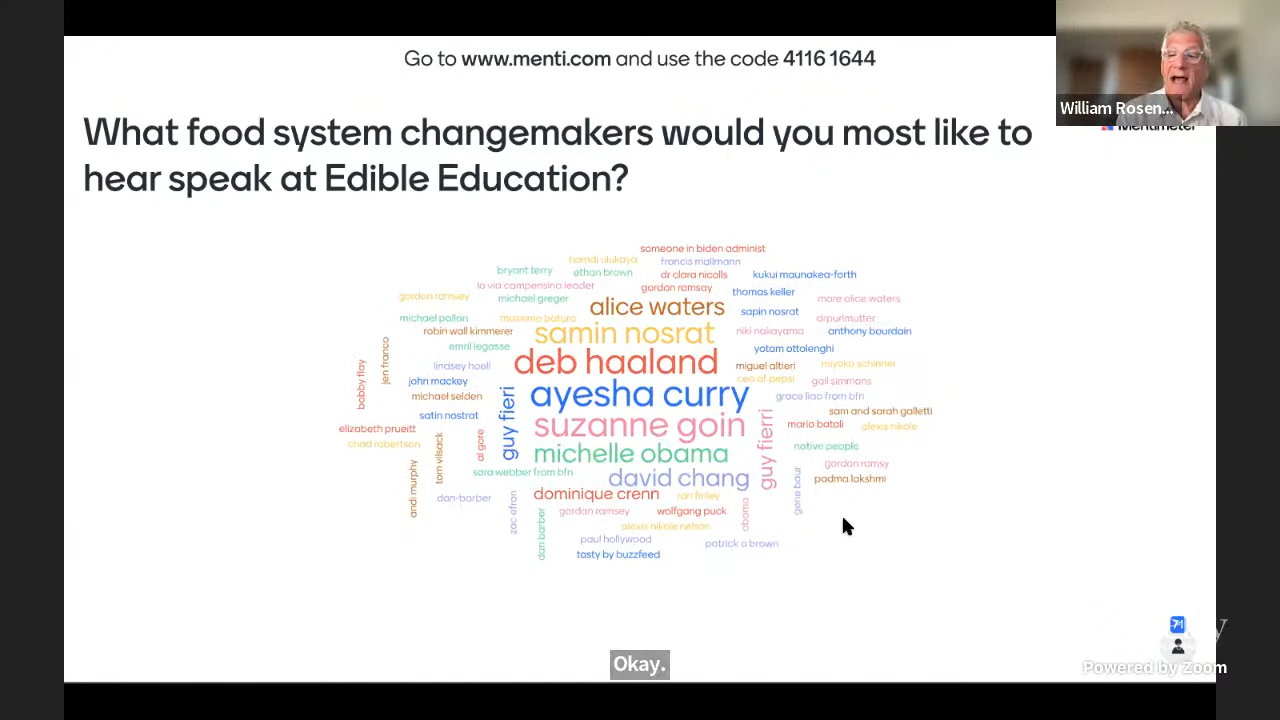 Go to www.menti.com and use the code 4116 1644
William Rosen...
Mentimeter
What food system changemakers would you most like to
hear speak at Edible Education?
someone in biden administ
hamdi ulukaya
francis mallmann
bryant terry
ethan brown
dr clara nicolls
kukui maunakea-forth
la via campensina leader
gordon ramsay
thomas keller
gordon ramsey
michael greger
alice waters
more alice waters
sapin nosrat
michael pollan
massimo botura
samin nosrat
drpurlmutter
robin wall kimmerer
niki nakayama
anthony bourdain
emril legasse
yotam ottolenghi
jen franco
deb haaland
lindsey hoell
miguel altieri
miyoko schinner
bobby flay
john mackey
ceo of pepsi
gail simmons
michael selden
guy fieri
ayesha curry
grace liao from bfn
satin nostrat
sam and sarah galletti
elizabeth prueitt
suzanne goin
guy fierri
mario batali
alexis nikole
chad robertson
tom vilsack
al gore
michelle obama
native people
sara webber from bfn
david chang
gordon ramsy
andi murphy
padma lakshmi
dan-barber
zac efron
dominique crenn
ron finley
obama
gene baur
dan barber
gordon ramsey
wolfgang puck
alexis nikole nelson
paul hollywood
patrick o brown
tasty by buzzfeed
Okay.
Powered by Zoom